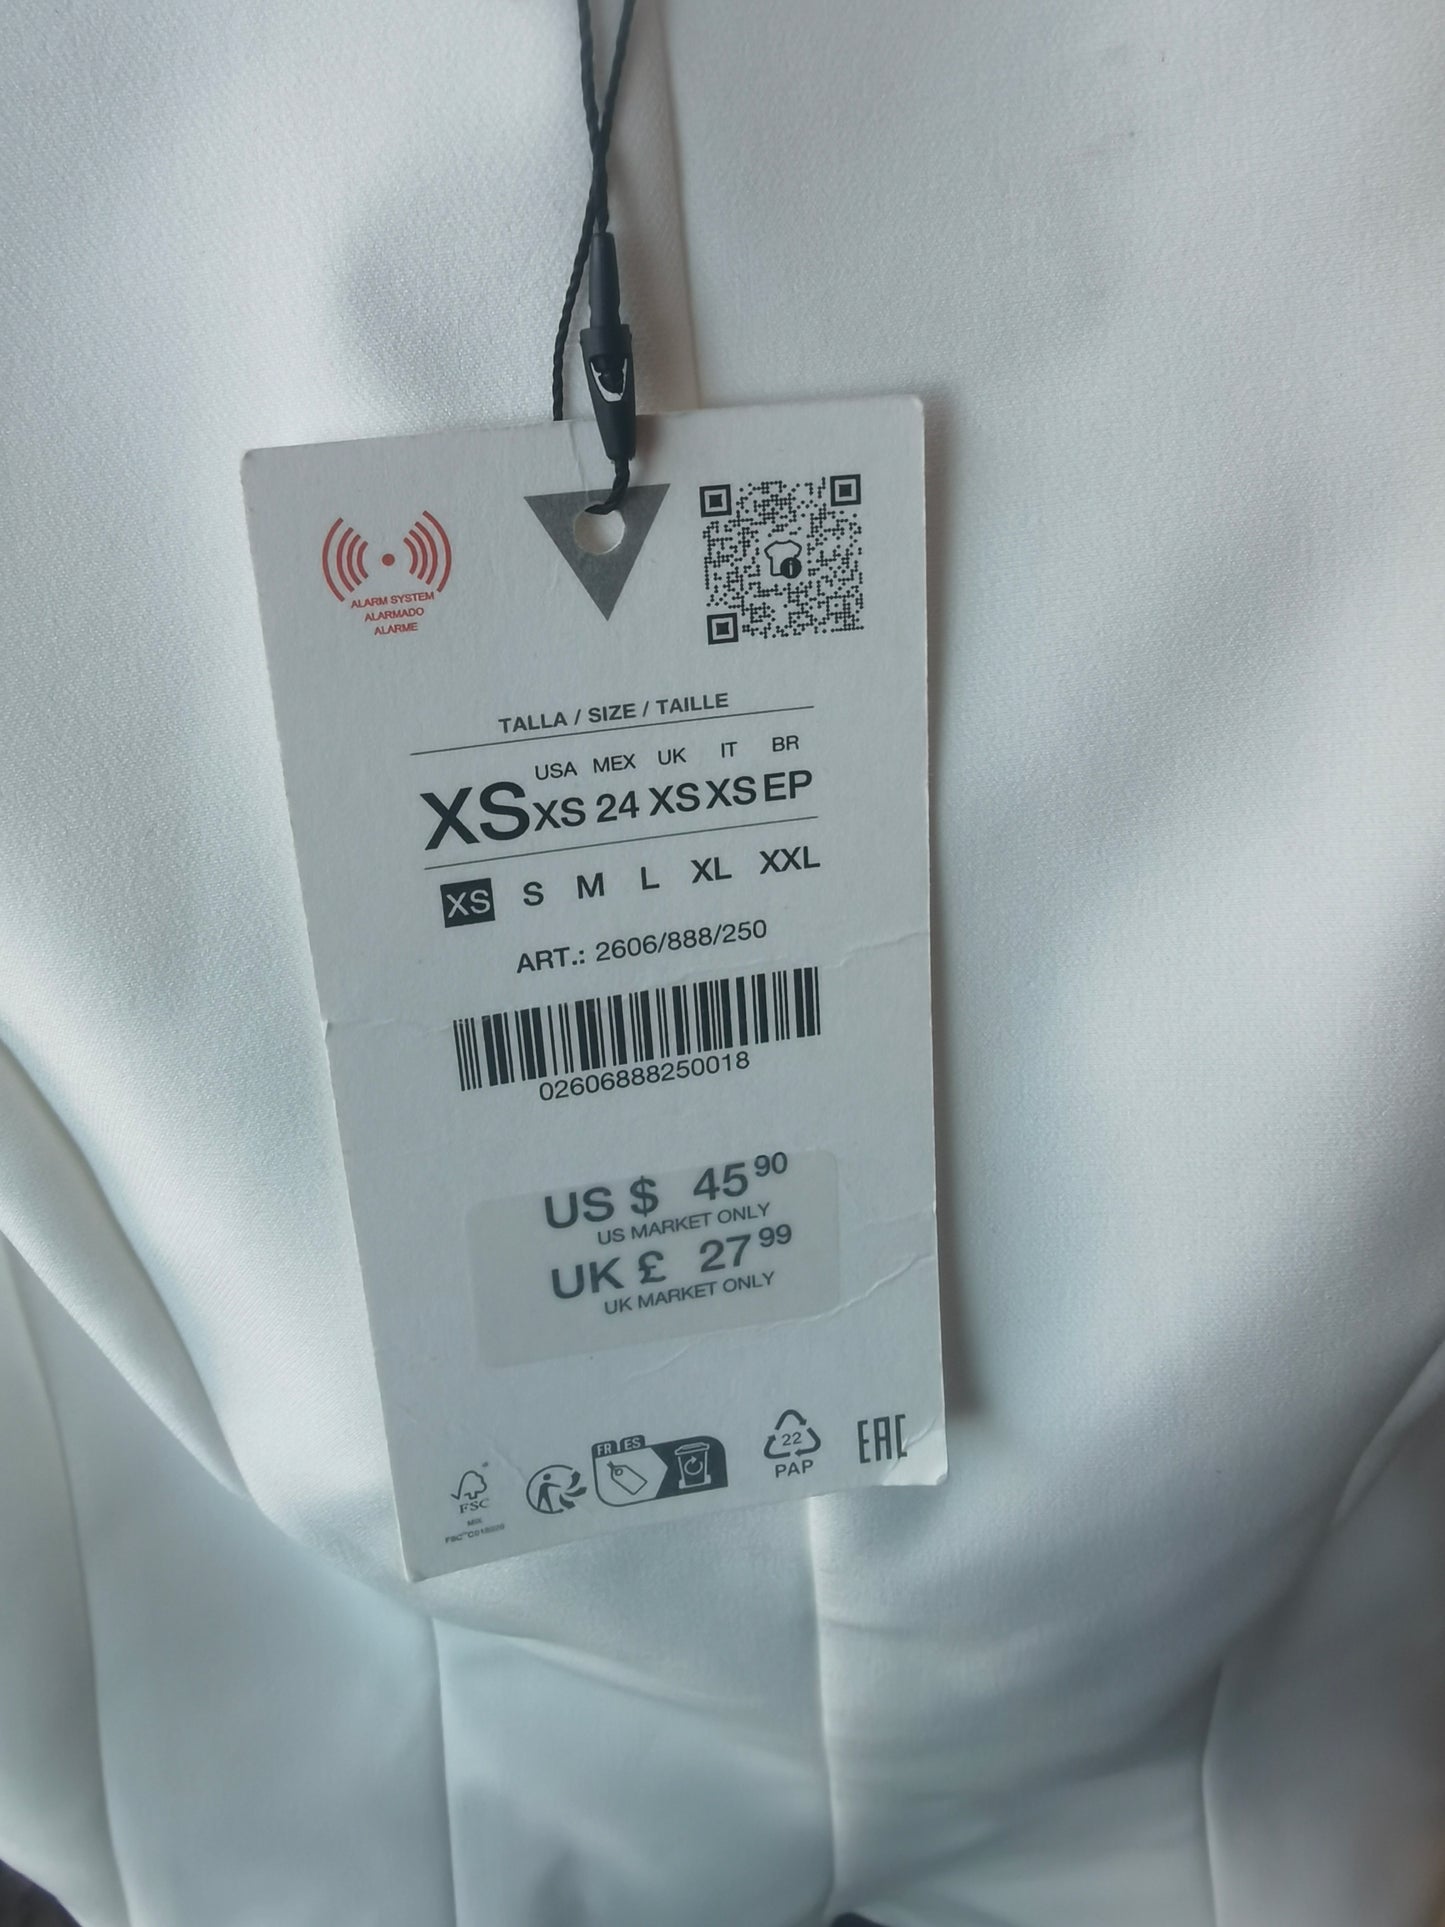 ALARM SYSTEM
ALARMADO
ALARME
TALLA / SIZE / TAILLE
USA MEX UK IT BR
XS XS 24 XS XS EP
XS S M L XL XXL
ART.: 2606/888/250
02606888250018
US $ 45 90
US MARKET ONLY
UK £ 27 99
UK MARKET ONLY
FR ES
22
PAP
EAC
FSC
MIX